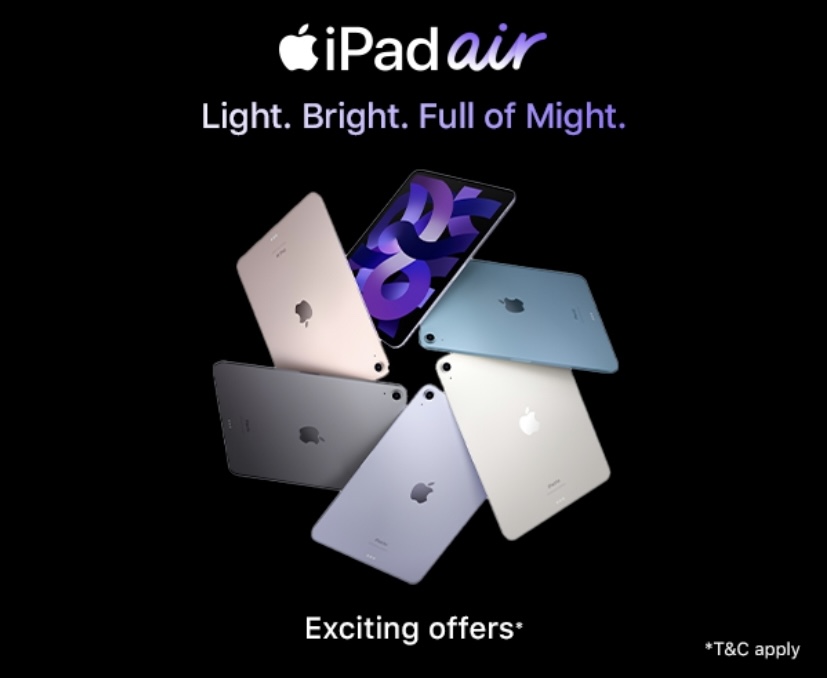 iPad air
Light. Bright. Full of Might.
Exciting offers*
*T&C apply